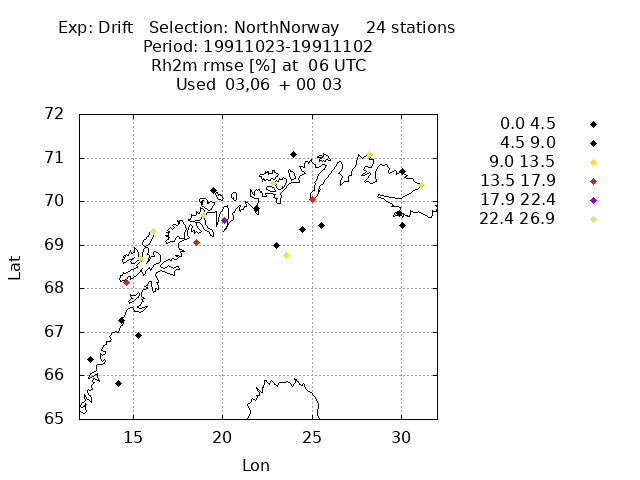 Exp: Drift Selection: NorthNorway 24 stations
Period: 19911023-19911102
Rh2m rmse [%] at 06 UTC
Used 03,06 + 00 03
72
71
70
69
68
67
66
65
Lat
15 20 25 30
Lon
0.0 4.5
4.5 9.0
9.0 13.5
13.5 17.9
17.9 22.4
22.4 26.9